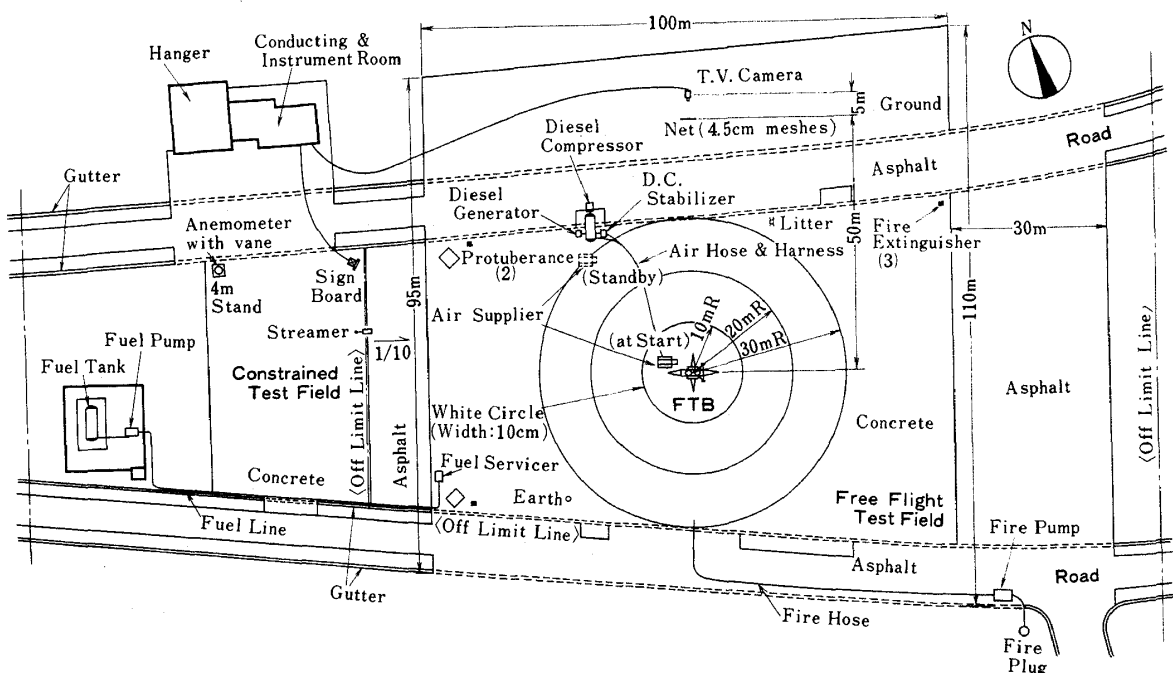 100m
N
Hanger
Conducting &
Instrument Room
T.V. Camera
5m
Ground
Net(4.5cm meshes)
Road
Diesel
Compressor
Asphalt
Gutter
Diesel
Generator
D.C.
Stabilizer
Litter
50m
Fire
Extinguisher
(3)
30m
Anemometer
with vane
4m
Stand
Sign
Board
Protuberance
(2)
(Standby)
Air Hose & Harness
95m
110m
Streamer
1/10
Air Supplier
10mR
20mR
30mR
(at Start)
Fuel Pump
Fuel Tank
Constrained
Test Field
〈Off Limit Line〉
Asphalt
White Circle
(Width:10cm)
FTB
Asphalt
Concrete
〈Off Limit Line〉
Concrete
Fuel Servicer
Earth
Free Flight
Test Field
Fuel Line
〈Off Limit Line〉
Fire Pump
Gutter
Asphalt
Road
Fire Hose
Fire
Plug